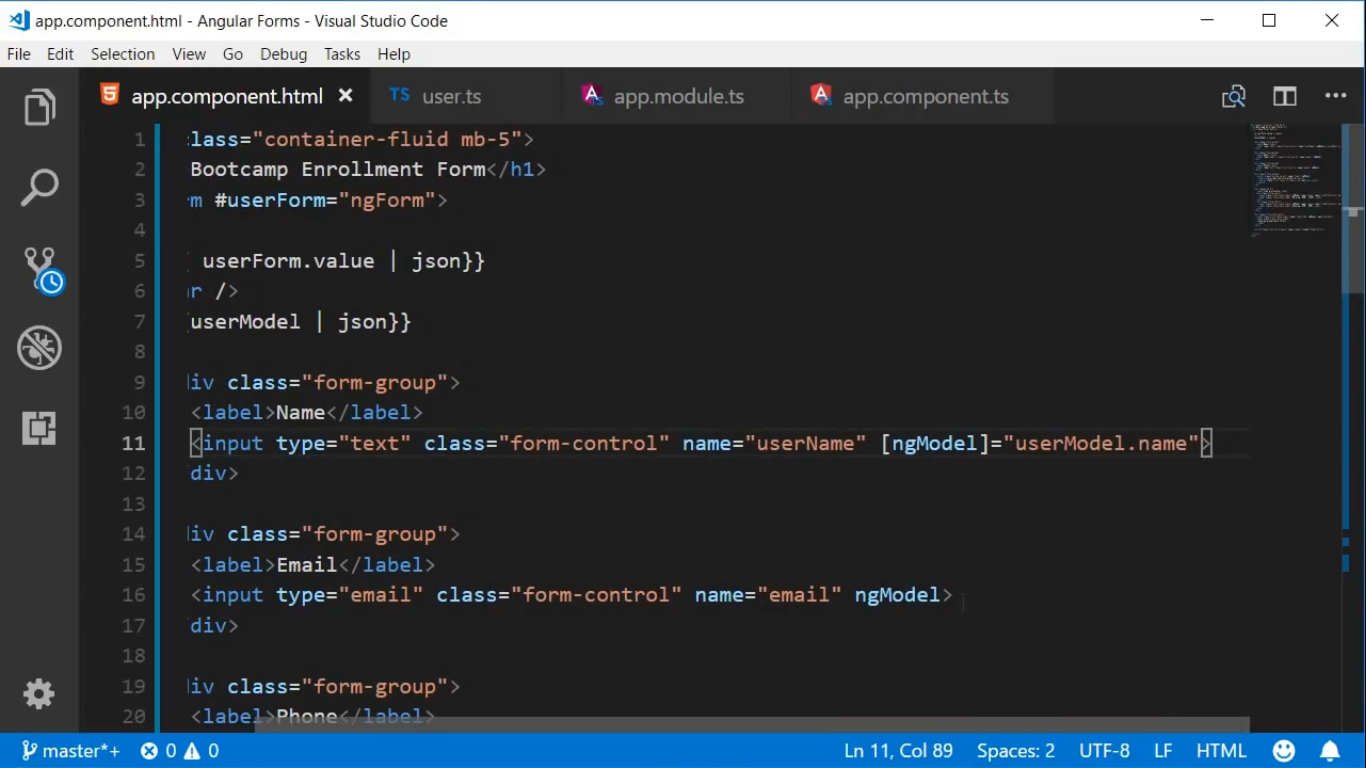 app.component.html - Angular Forms - Visual Studio Code
File Edit Selection View Go Debug Tasks Help
app.component.html TS user.ts app.module.ts app.component.ts
1 class="container-fluid mb-5">
2 Bootcamp Enrollment Form</h1>
3 m #userForm="ngForm">
4
5 userForm.value | json}}
6 r />
7 userModel | json}}
8
9 div class="form-group">
10 <label>Name</label>
11 <input type="text" class="form-control" name="userName" [ngModel]="userModel.name">
12 div>
13
14 div class="form-group">
15 <label>Email</label>
16 <input type="email" class="form-control" name="email" ngModel>
17 div>
18
19 div class="form-group">
20 <label>Phone</label>
master*+ 0 0 Ln 11, Col 89 Spaces: 2 UTF-8 LF HTML